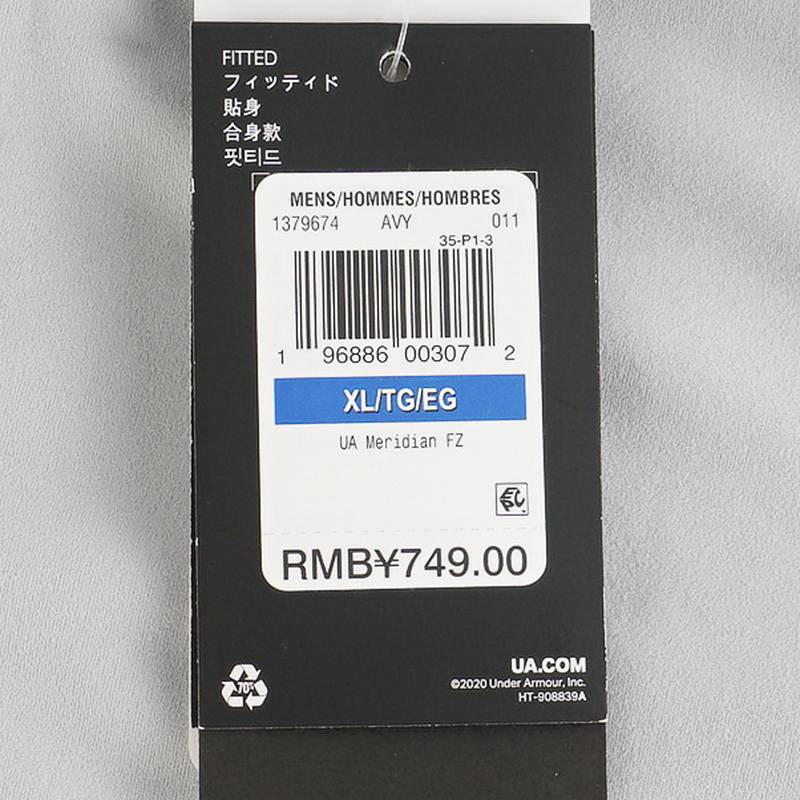 FITTED
フィッティド
貼身
合身款
핏티드
MENS/HOMMES/HOMBRES
1379674 AVY 011
35-P1-3
1 96886 00307 2
XL/TG/EG
UA Meridian FZ
EPC
RMB¥749.00
70%
UA.COM
©2020 Under Armour, Inc.
HT-908839A